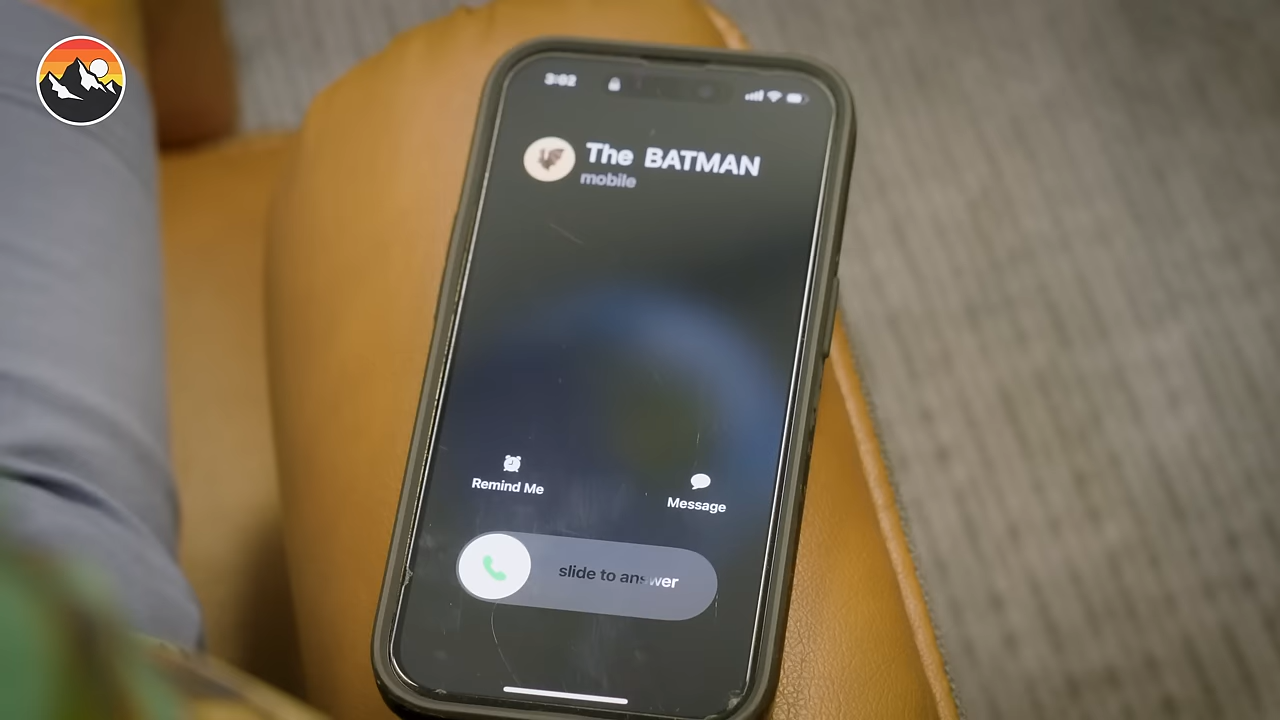 3:02
The BATMAN
mobile
Remind Me
Message
slide to answer